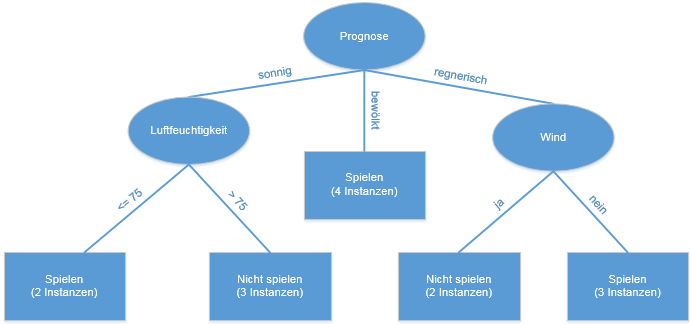 Prognose
sonnig
bewölkt
regnerisch
Luftfeuchtigkeit
Wind
Spielen
(4 Instanzen)
<= 75
> 75
ja
nein
Spielen
(2 Instanzen)
Nicht spielen
(3 Instanzen)
Nicht spielen
(2 Instanzen)
Spielen
(3 Instanzen)